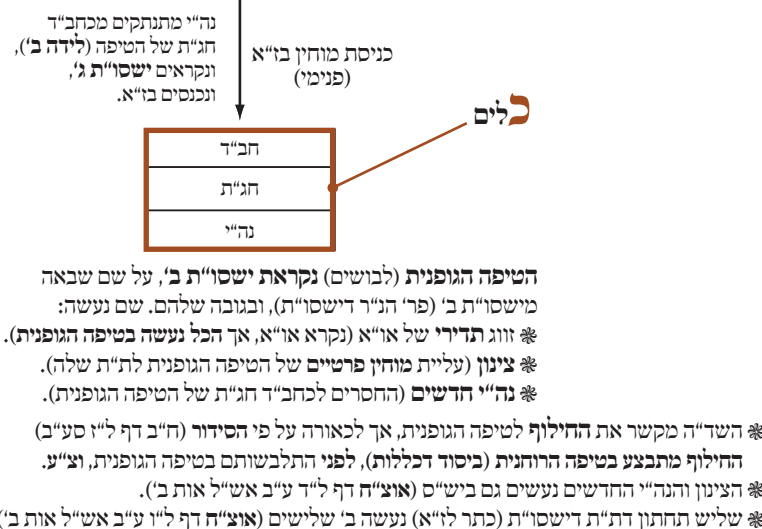 נה״י מתנתקים מכחב״ד
חג״ת של הטיפה (לידה ב׳),
ונקראים ישסו״ת ג׳,
ונכנסים בז״א.
כניסת מוחין בז״א
(פנימי)
כלים
חב״ד
חג״ת
נה״י
הטיפה הגופנית (לבושים) נקראת ישסו״ת ב׳, על שם שבאה
מישסו״ת ב׳ (פר׳ הנ״ר דישסו״ת), ובגובה שלהם. שם נעשה:
❃ זווג תדירי של או״א (נקרא או״א, אך הכל נעשה בטיפה הגופנית).
❃ צינון (עליית מוחין פרטיים של הטיפה הגופנית לת״ת שלה).
❃ נה״י חדשים (החסרים לכחב״ד חג״ת של הטיפה הגופנית).
❃ השד״ה מקשר את החילוף לטיפה הגופנית, אך לכאורה על פי הסידור (ח״ב דף ל״ז סע״ב)
החילוף מתבצע בטיפה הרוחנית (ביסוד דכללות), לפני התלבשותם בטיפה הגופנית, וצ״ע.
❃ הצינון והנה״י החדשים נעשים גם ביש״ס (אוצ״ח דף ל״ד ע״ב אש״ל אות ב׳).
❃ שליש תחתון דת״ת דישסו״ת (כתר לז״א) נעשה ב׳ שלישים (אוצ״ח דף ל״ו ע״ב אש״ל אות ב׳)